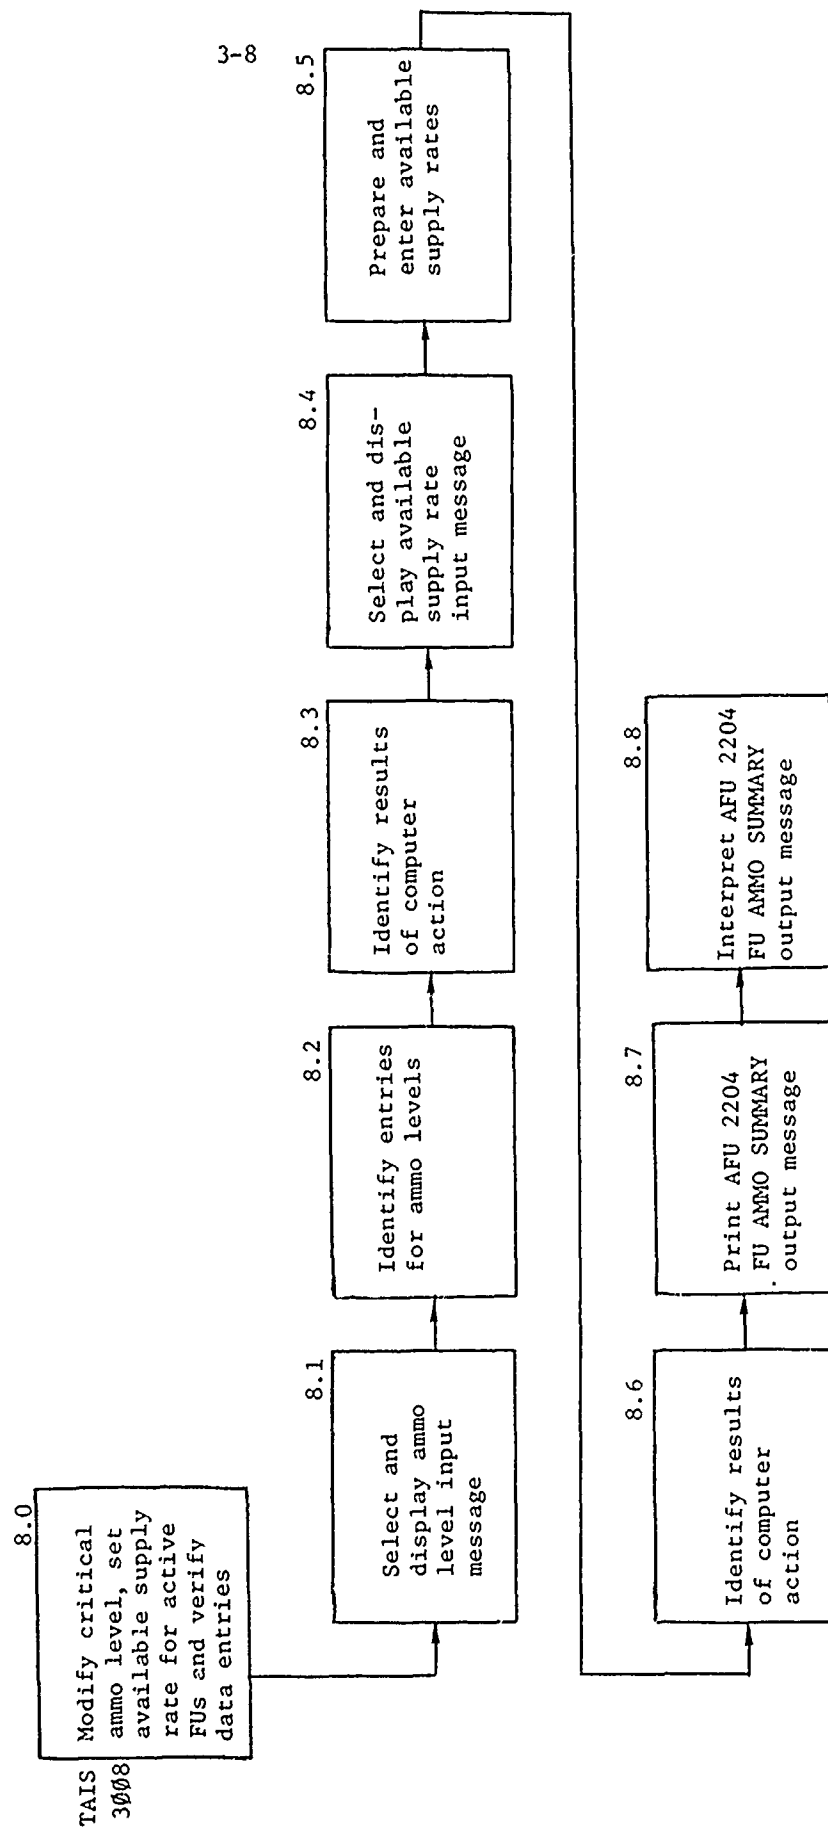 3-8
8.0
TAIS
3008
Modify critical
ammo level, set
available supply
rate for active
FUs and verify
data entries
8.1
Select and
display ammo
level input
message
8.2
Identify entries
for ammo levels
8.3
Identify results
of computer
action
8.4
Select and dis-
play available
supply rate
input message
8.5
Prepare and
enter available
supply rates
8.6
Identify results
of computer
action
8.7
Print AFU 2204
FU AMMO SUMMARY
output message
8.8
Interpret AFU 2204
FU AMMO SUMMARY
output message